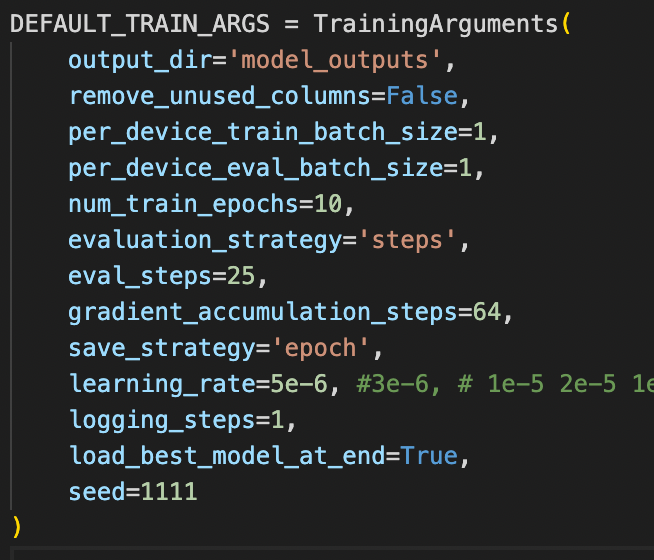 DEFAULT_TRAIN_ARGS = TrainingArguments(
    output_dir='model_outputs',
    remove_unused_columns=False,
    per_device_train_batch_size=1,
    per_device_eval_batch_size=1,
    num_train_epochs=10,
    evaluation_strategy='steps',
    eval_steps=25,
    gradient_accumulation_steps=64,
    save_strategy='epoch',
    learning_rate=5e-6, #3e-6, # 1e-5 2e-5
    logging_steps=1,
    load_best_model_at_end=True,
    seed=1111
)